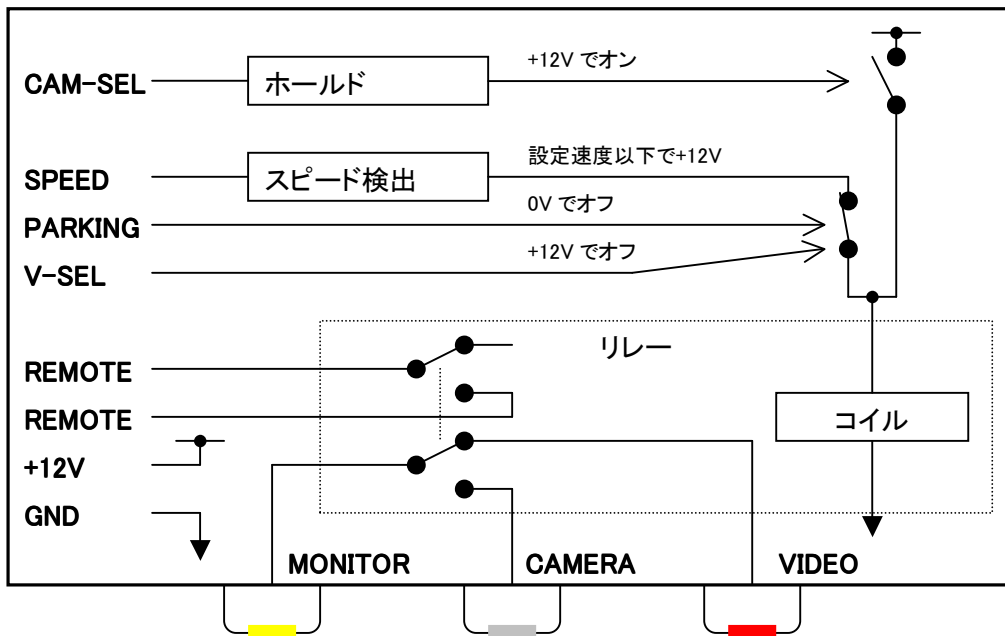 CAM-SEL ホールド +12V でオン
SPEED スピード検出 設定速度以下で+12V
PARKING 0V でオフ
V-SEL +12V でオフ
リレー
REMOTE
REMOTE コイル
+12V
GND
MONITOR CAMERA VIDEO